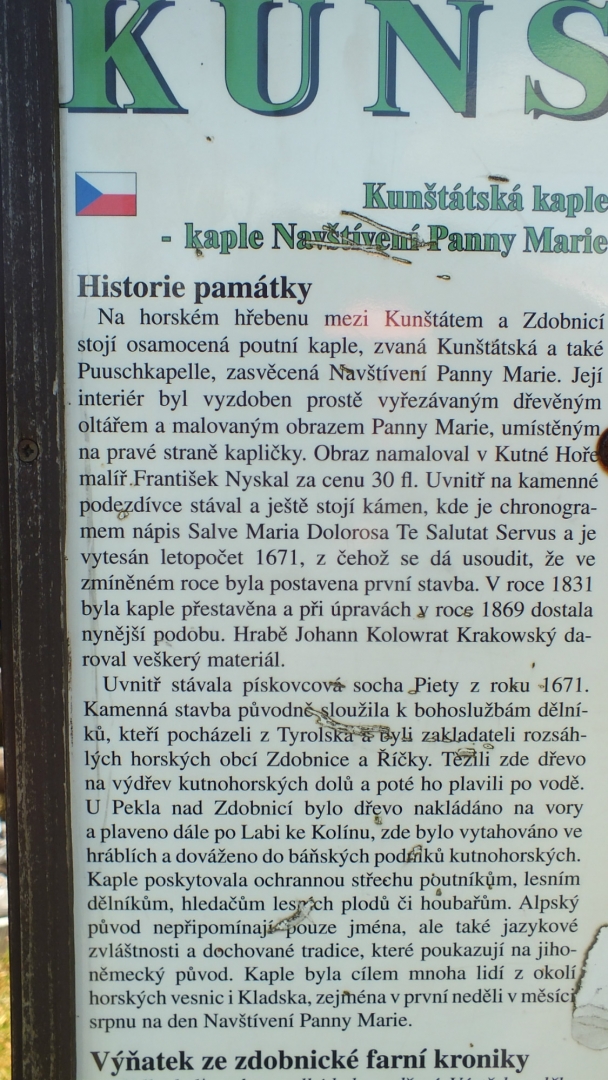 KUNS
Kunštátská kaple
- kaple Navštívení Panny Marie
Historie památky
Na horském hřebenu mezi Kunštátem a Zdobnicí
stojí osamocená poutní kaple, zvaná Kunštátská a také
Puuschkapelle, zasvěcená Navštívení Panny Marie. Její
interiér byl vyzdoben prostě vyřezávaným dřevěným
oltářem a malovaným obrazem Panny Marie, umístěným
na pravé straně kapličky. Obraz namaloval v Kutné Hoře
malíř František Nyskal za cenu 30 fl. Uvnitř na kamenné
podezdívce stával a ještě stojí kámen, kde je chronogra-
mem nápis Salve Maria Dolorosa Te Salutat Servus a je
vytesán letopočet 1671, z čehož se dá usoudit, že ve
zmíněném roce byla postavena první stavba. V roce 1831
byla kaple přestavěna a při úpravách v roce 1869 dostala
nynější podobu. Hrabě Johann Kolowrat Krakowský da-
roval veškerý materiál.
Uvnitř stávala pískovcová socha Piety z roku 1671.
Kamenná stavba původně sloužila k bohoslužbám dělní-
ků, kteří pocházeli z Tyrolska a byli zakladateli rozsáh-
lých horských obcí Zdobnice a Říčky. Těžili zde dřevo
na výdřev kutnohorských dolů a poté ho plavili po vodě.
U Pekla nad Zdobnicí bylo dřevo nakládáno na vory
a plaveno dále po Labi ke Kolínu, zde bylo vytahováno ve
hráblích a dováženo do báňských podniků kutnohorských.
Kaple poskytovala ochrannou střechu poutníkům, lesním
dělníkům, hledačům lesních plodů či houbařům. Alpský
původ nepřipomínají pouze jména, ale také jazykové
zvláštnosti a dochované tradice, které poukazují na jiho-
německý původ. Kaple byla cílem mnoha lidí z okolí
horských vesnic i Kladska, zejména v první neděli v měsíci
srpnu na den Navštívení Panny Marie.
Výňatek ze zdobnické farní kroniky